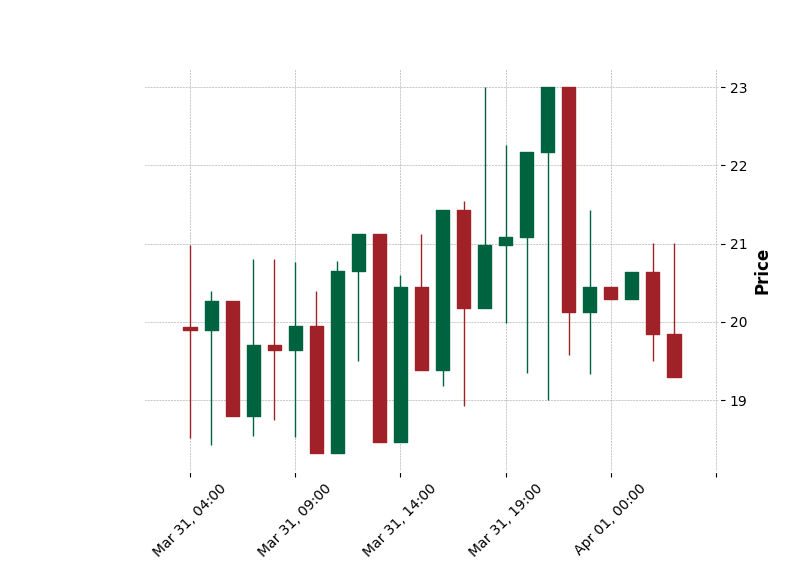 23
22
21
20
19
Price
Mar 31, 04:00
Mar 31, 09:00
Mar 31, 14:00
Mar 31, 19:00
Apr 01, 00:00